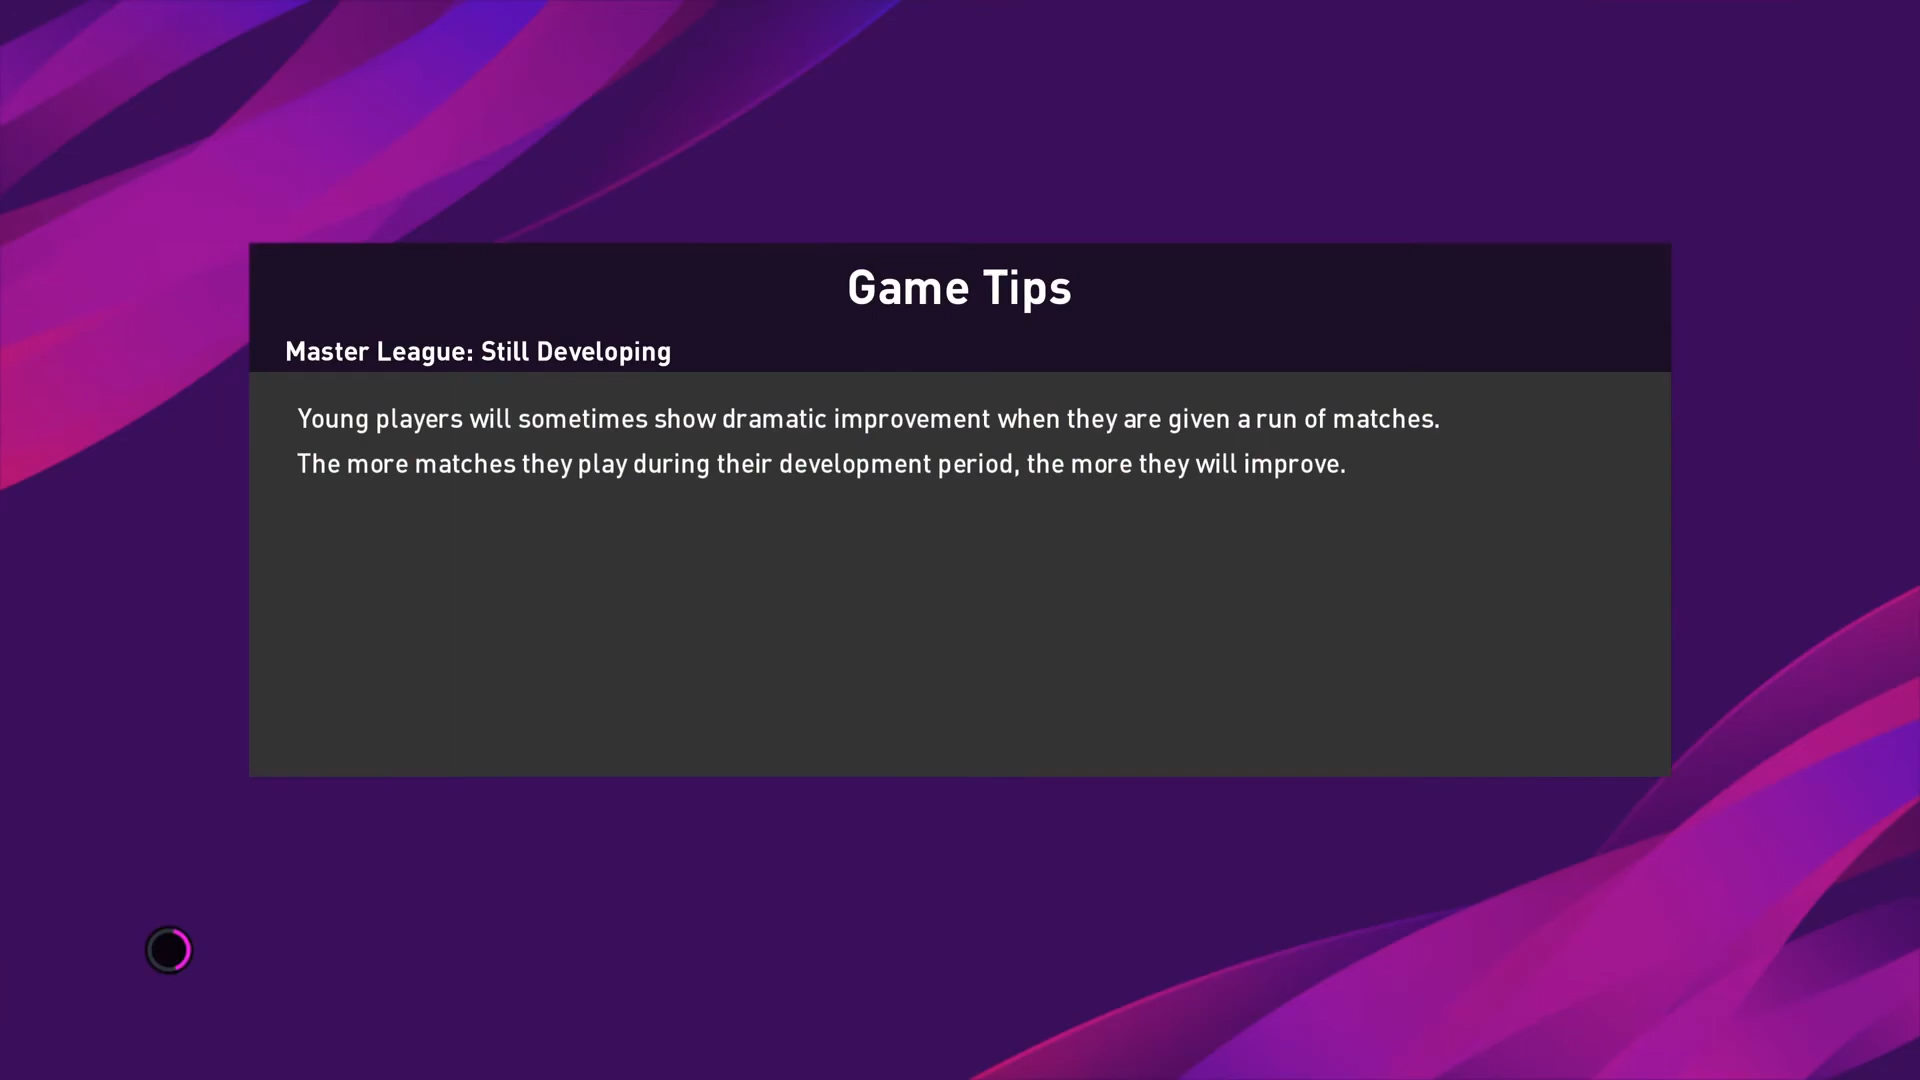 Game Tips
Master League: Still Developing
Young players will sometimes show dramatic improvement when they are given a run of matches.
The more matches they play during their development period, the more they will improve.